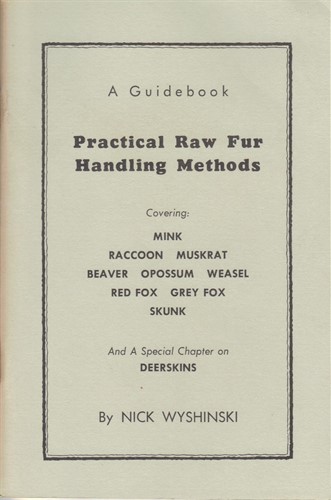 A Guidebook
Practical Raw Fur
Handling Methods
Covering:
MINK
RACCOON MUSKRAT
BEAVER OPOSSUM WEASEL
RED FOX GREY FOX
SKUNK
And A Special Chapter on
DEERSKINS
By NICK WYSHINSKI